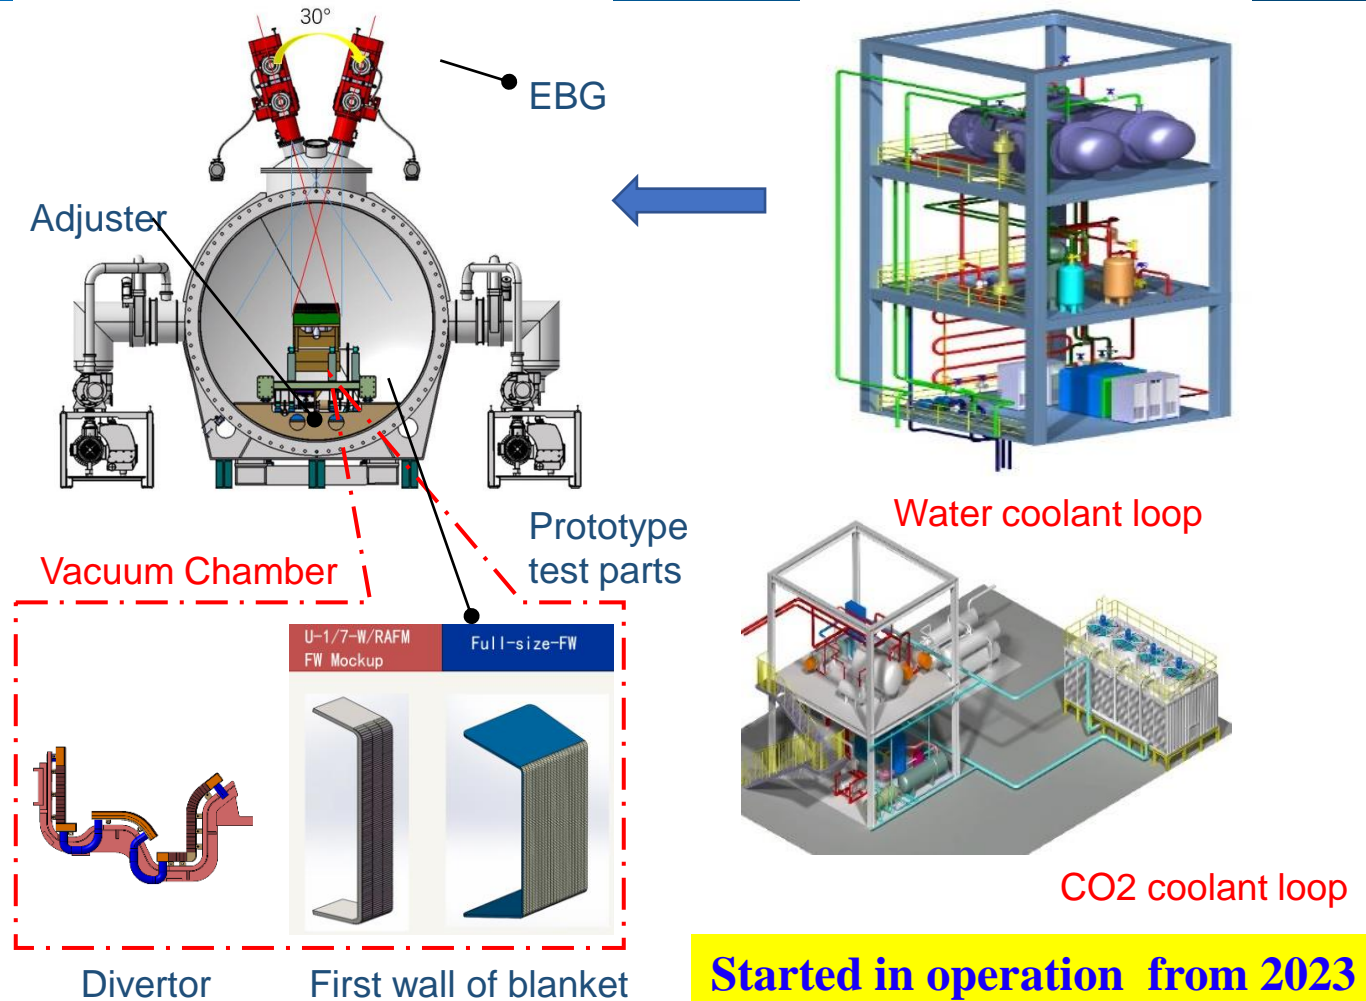 30°
EBG
Adjuster
Water coolant loop
Prototype
test parts
Vacuum Chamber
U-1/7-W/RAFM
FW Mockup
Full-size-FW
CO2 coolant loop
Divertor
First wall of blanket
Started in operation from 2023